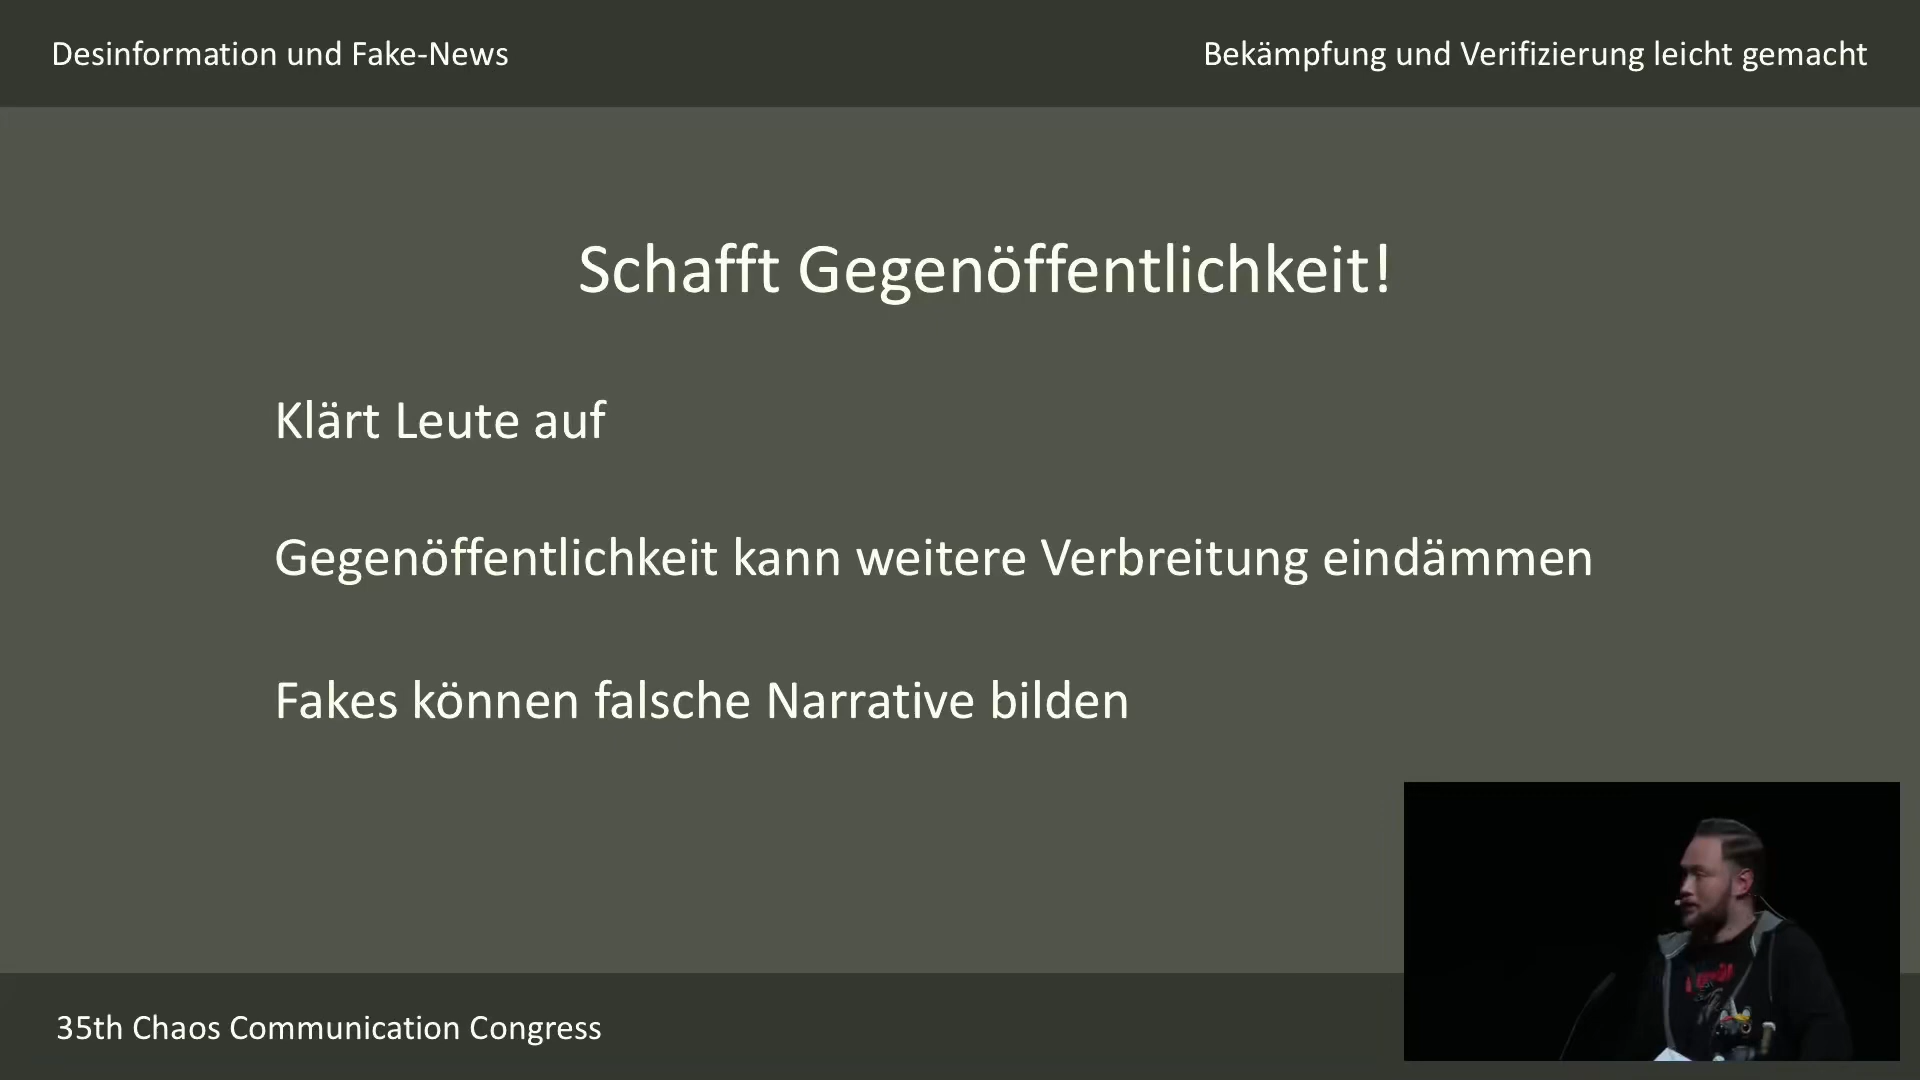 Desinformation und Fake-News
Bekämpfung und Verifizierung leicht gemacht
Schafft Gegenöffentlichkeit!
Klärt Leute auf
Gegenöffentlichkeit kann weitere Verbreitung eindämmen
Fakes können falsche Narrative bilden
35th Chaos Communication Congress